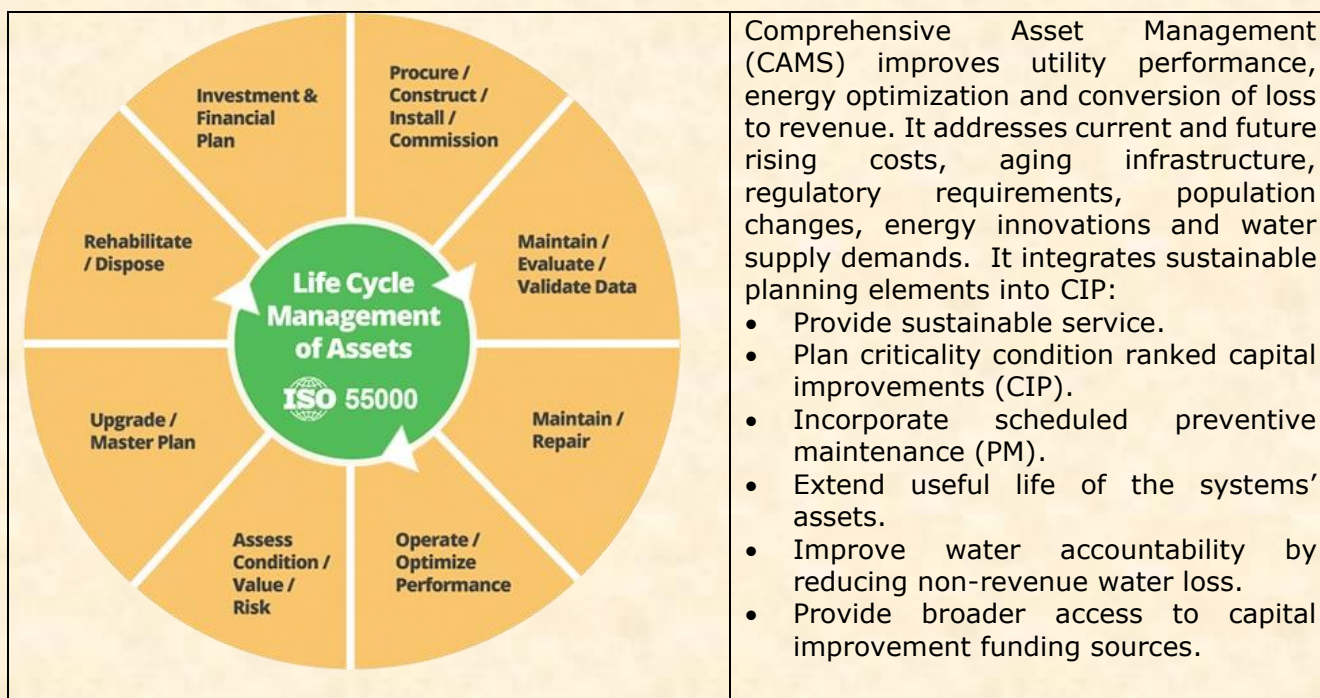 Investment &
Financial
Plan
Procure /
Construct /
Install /
Commission
Maintain /
Evaluate /
Validate Data
Maintain /
Repair
Operate /
Optimize
Performance
Assess
Condition /
Value /
Risk
Upgrade /
Master Plan
Rehabilitate
/ Dispose
Life Cycle
Management
of Assets
ISO 55000
Comprehensive Asset Management
(CAMS) improves utility performance,
energy optimization and conversion of loss
to revenue. It addresses current and future
rising costs, aging infrastructure,
regulatory requirements, population
changes, energy innovations and water
supply demands. It integrates sustainable
planning elements into CIP:
• Provide sustainable service.
• Plan criticality condition ranked capital
improvements (CIP).
• Incorporate scheduled preventive
maintenance (PM).
• Extend useful life of the systems’
assets.
• Improve water accountability by
reducing non-revenue water loss.
• Provide broader access to capital
improvement funding sources.